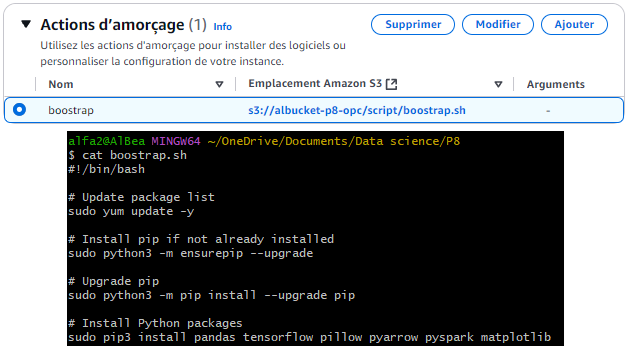 Actions d'amorçage (1) Info
Supprimer
Modifier
Ajouter
Utilisez les actions d'amorçage pour installer des logiciels ou
personnaliser la configuration de votre instance.
Nom
Emplacement Amazon S3
Arguments
boostrap
s3://albucket-p8-opc/script/boostrap.sh
-
alfa2@AlBea MINGW64 ~/OneDrive/Documents/Data science/P8
$ cat boostrap.sh
#!/bin/bash
# Update package list
sudo yum update -y
# Install pip if not already installed
sudo python3 -m ensurepip --upgrade
# Upgrade pip
sudo python3 -m pip install --upgrade pip
# Install Python packages
sudo pip3 install pandas tensorflow pillow pyarrow pyspark matplotlib